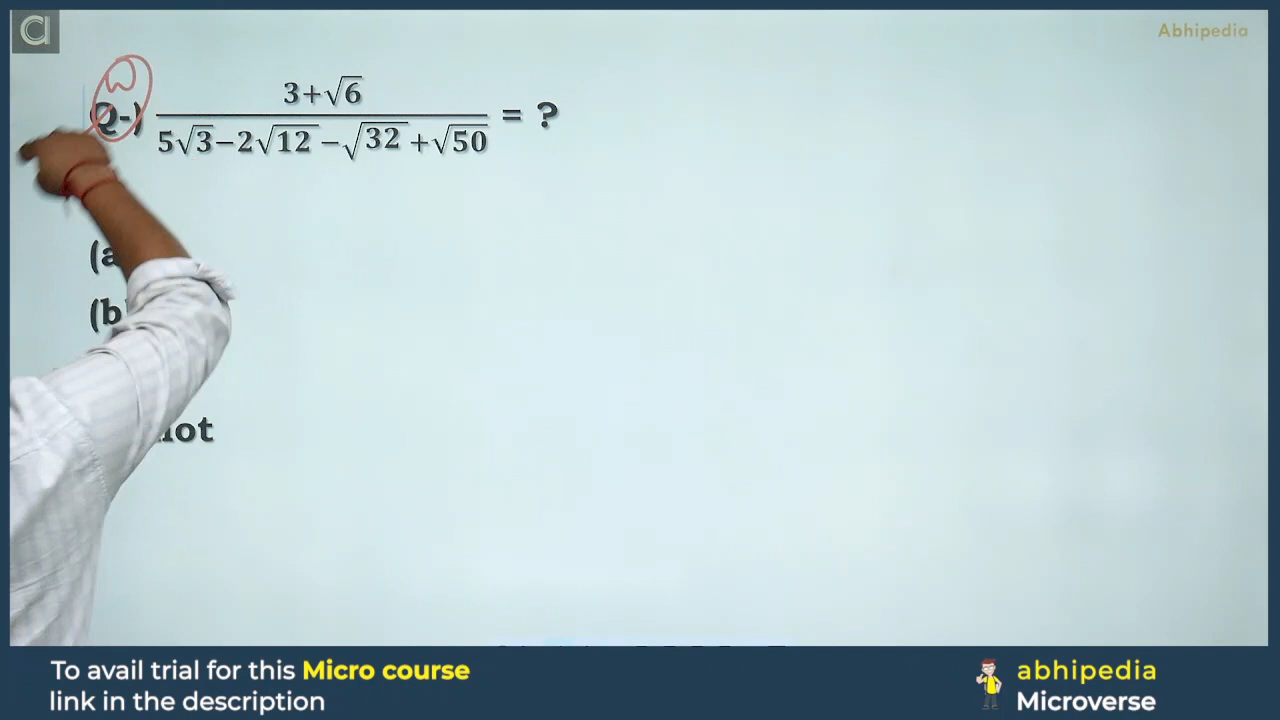 Abhipedia
Q-) 3+√6 / 5√3−2√12 −√32 +√50 = ?
(a
(b
not
To avail trial for this Micro course
link in the description
abhipedia
Microverse